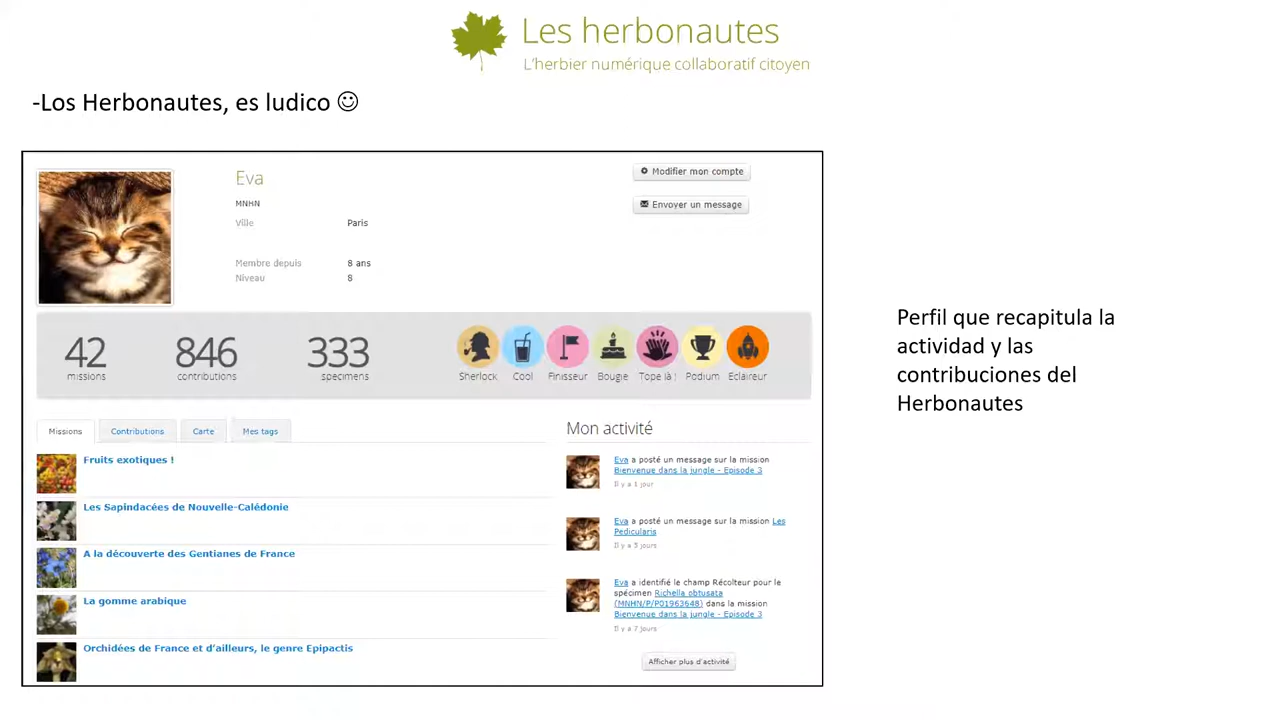 Les herbonautes
L'herbier numérique collaboratif citoyen
-Los Herbonautes, es ludico ☺
Eva
MNHN
Ville Paris
Membre depuis 8 ans
Niveau 8
Modifier mon compte
Envoyer un message
42 846 333
missions contributions specimens
Sherlock Cool Finisseur Bougie Tope là ! Podium Eclaireur
Missions Contributions Carte Mes tags
Fruits exotiques !
Les Sapindacées de Nouvelle-Calédonie
A la découverte des Gentianes de France
La gomme arabique
Orchidées de France et d'ailleurs, le genre Epipactis
Mon activité
Eva a posté un message sur la mission
Bienvenue dans la jungle - Episode 3
Il y a 1 jour
Eva a posté un message sur la mission Les
Pedicularis
Il y a 5 jours
Eva a identifié le champ Récolteur pour le
spécimen Richella obtusata
(MNHN/P/P01963648) dans la mission
Bienvenue dans la jungle - Episode 3
Il y a 7 jours
Afficher plus d'activité
Perfil que recapitula la
actividad y las
contribuciones del
Herbonautes